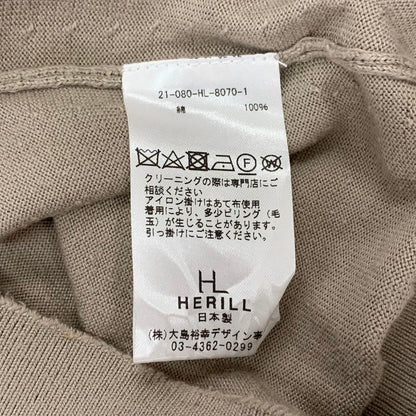 21-080-HL-8070-1
綿 100%
クリーニングの際は専門店にご
相談ください
アイロン掛けはあて布使用
着用により、多少ピリング(毛
玉)が生じることがあります。
引っ掛けにご注意ください。
HL
HERILL
日本製
(株)大島裕幸デザイン亭
03-4362-0299